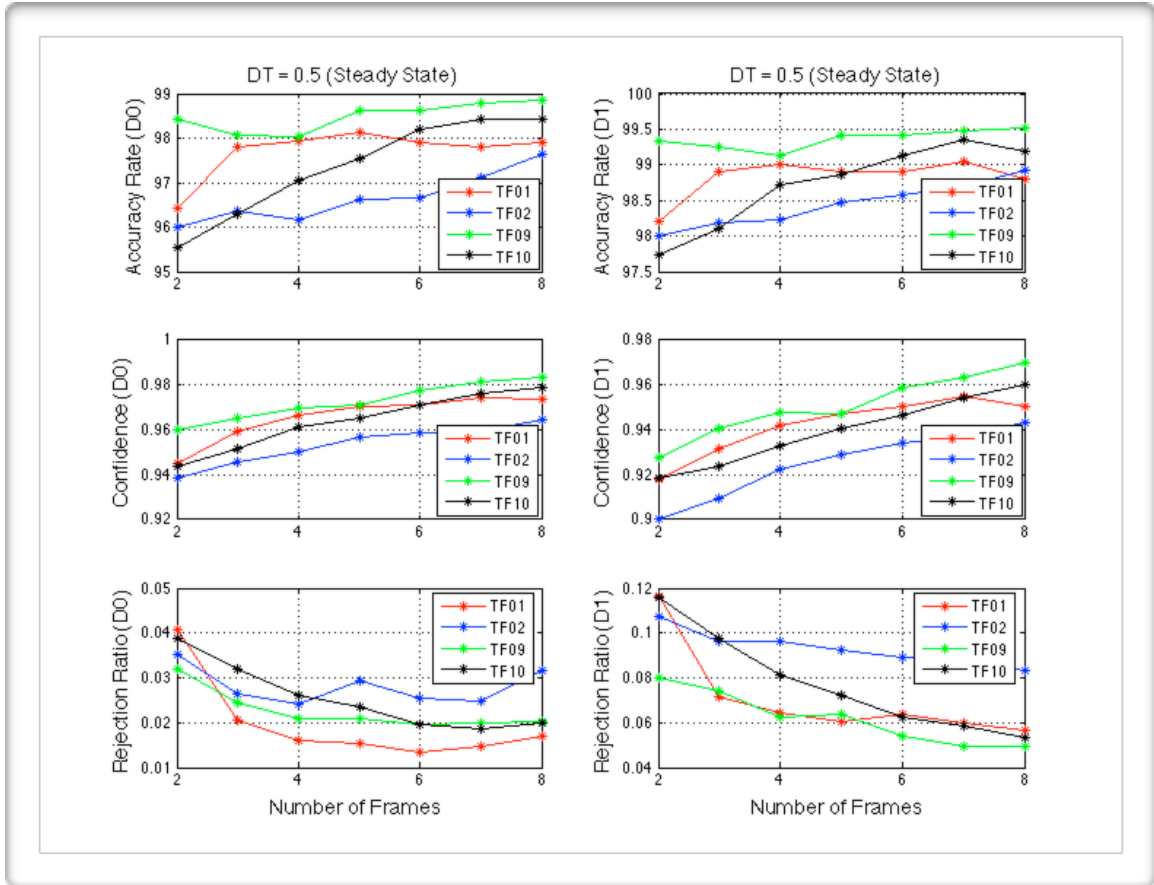 DT = 0.5 (Steady State)
Accuracy Rate (D0)
99
98
97
96
95
2 4 6 8
TF01
TF02
TF09
TF10
DT = 0.5 (Steady State)
Accuracy Rate (D1)
100
99.5
99
98.5
98
97.5
2 4 6 8
TF01
TF02
TF09
TF10
Confidence (D0)
1
0.98
0.96
0.94
0.92
2 4 6 8
TF01
TF02
TF09
TF10
Confidence (D1)
0.98
0.96
0.94
0.92
0.9
2 4 6 8
TF01
TF02
TF09
TF10
Rejection Ratio (D0)
0.05
0.04
0.03
0.02
0.01
2 4 6 8
TF01
TF02
TF09
TF10
Number of Frames
Rejection Ratio (D1)
0.12
0.1
0.08
0.06
0.04
2 4 6 8
TF01
TF02
TF09
TF10
Number of Frames